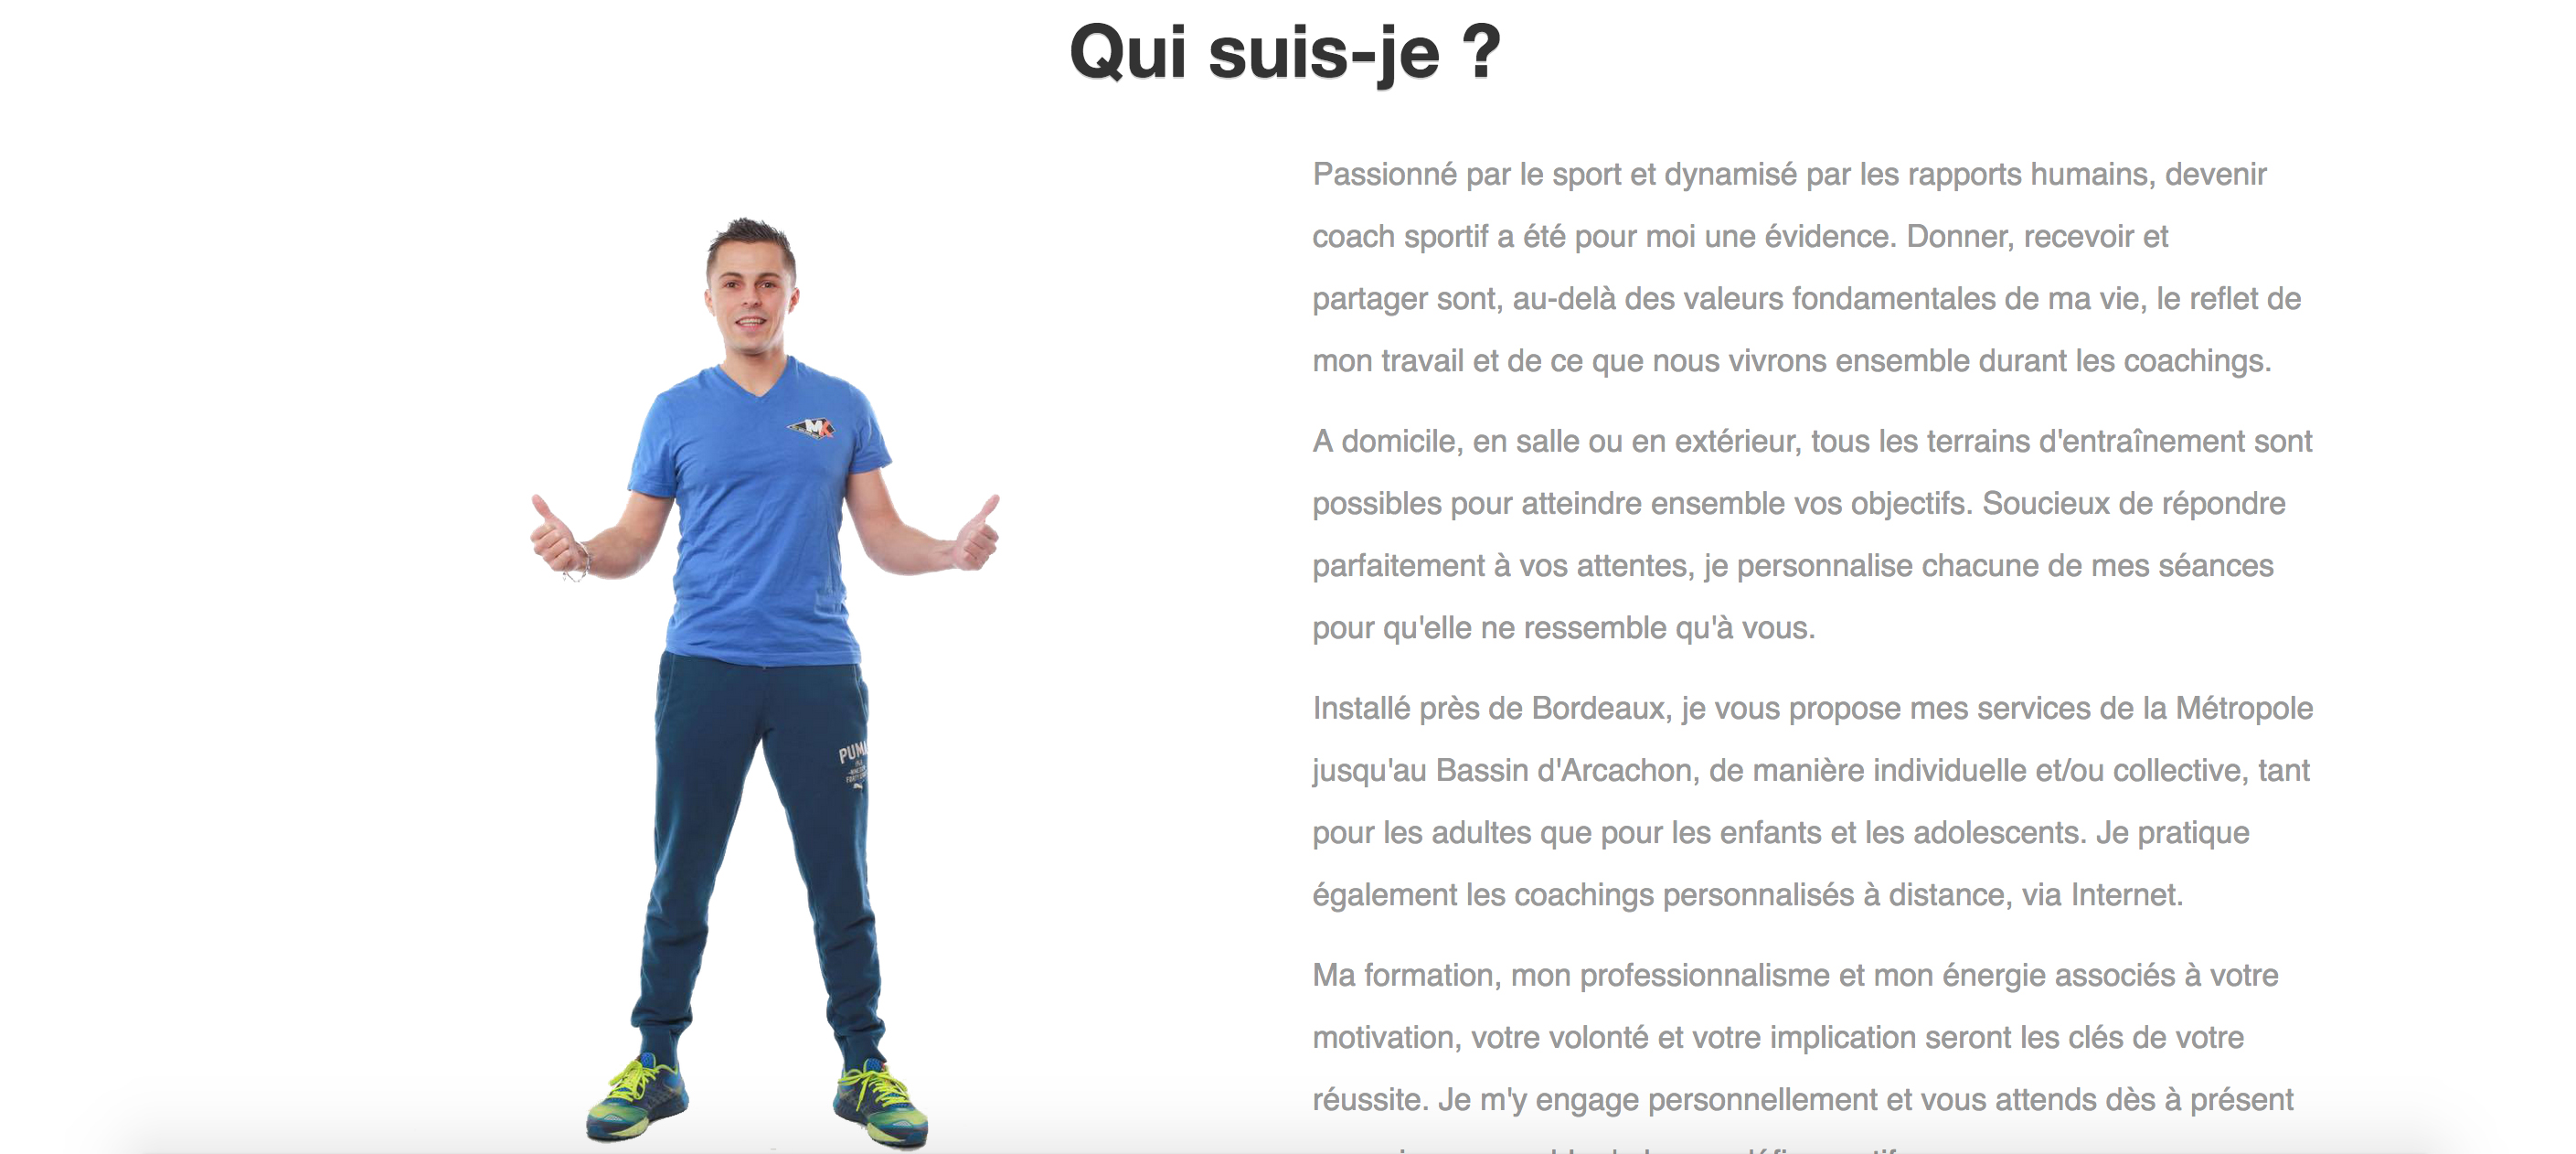 Qui suis-je ?
Passionné par le sport et dynamisé par les rapports humains, devenir
coach sportif a été pour moi une évidence. Donner, recevoir et
partager sont, au-delà des valeurs fondamentales de ma vie, le reflet de
mon travail et de ce que nous vivrons ensemble durant les coachings.
A domicile, en salle ou en extérieur, tous les terrains d'entraînement sont
possibles pour atteindre ensemble vos objectifs. Soucieux de répondre
parfaitement à vos attentes, je personnalise chacune de mes séances
pour qu'elle ne ressemble qu'à vous.
Installé près de Bordeaux, je vous propose mes services de la Métropole
jusqu'au Bassin d'Arcachon, de manière individuelle et/ou collective, tant
pour les adultes que pour les enfants et les adolescents. Je pratique
également les coachings personnalisés à distance, via Internet.
Ma formation, mon professionnalisme et mon énergie associés à votre
motivation, votre volonté et votre implication seront les clés de votre
réussite. Je m'y engage personnellement et vous attends dès à présent
MK
PUMA